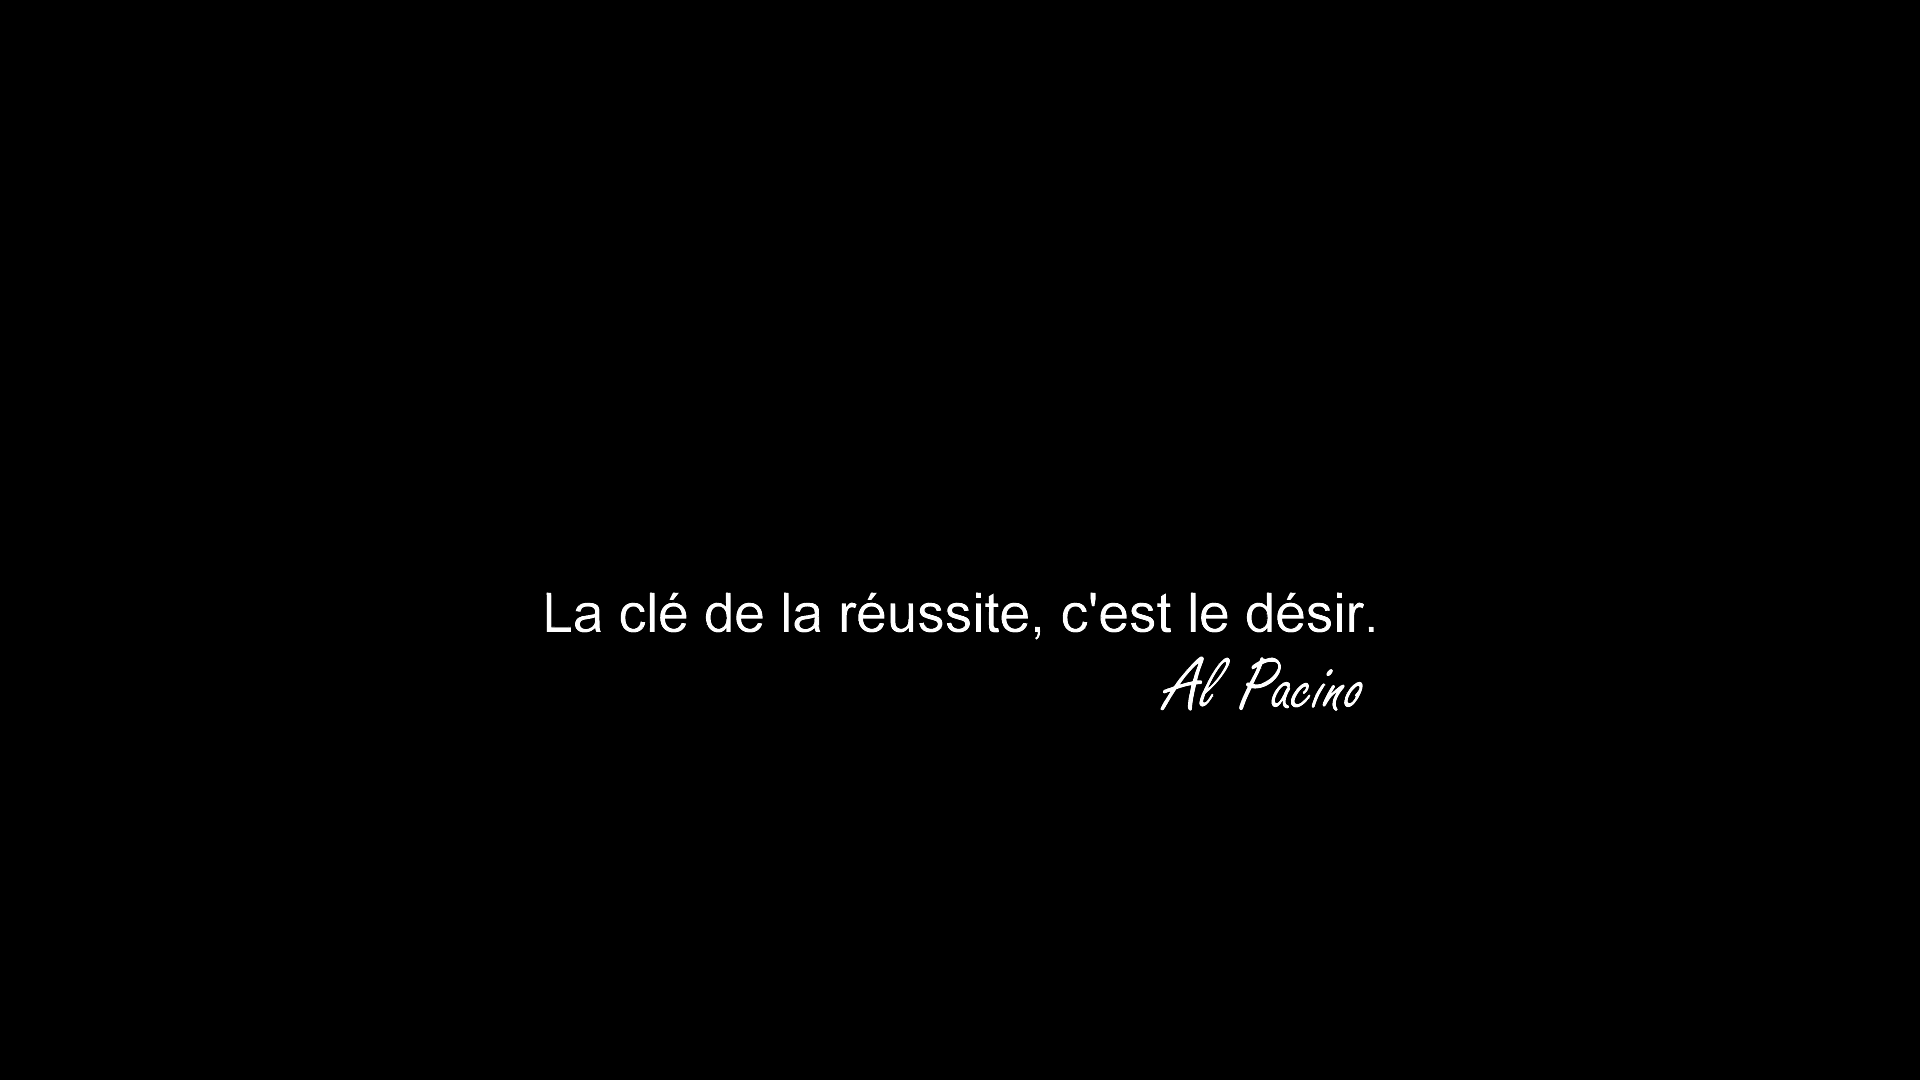 La clé de la réussite, c'est le désir.
Al Pacino